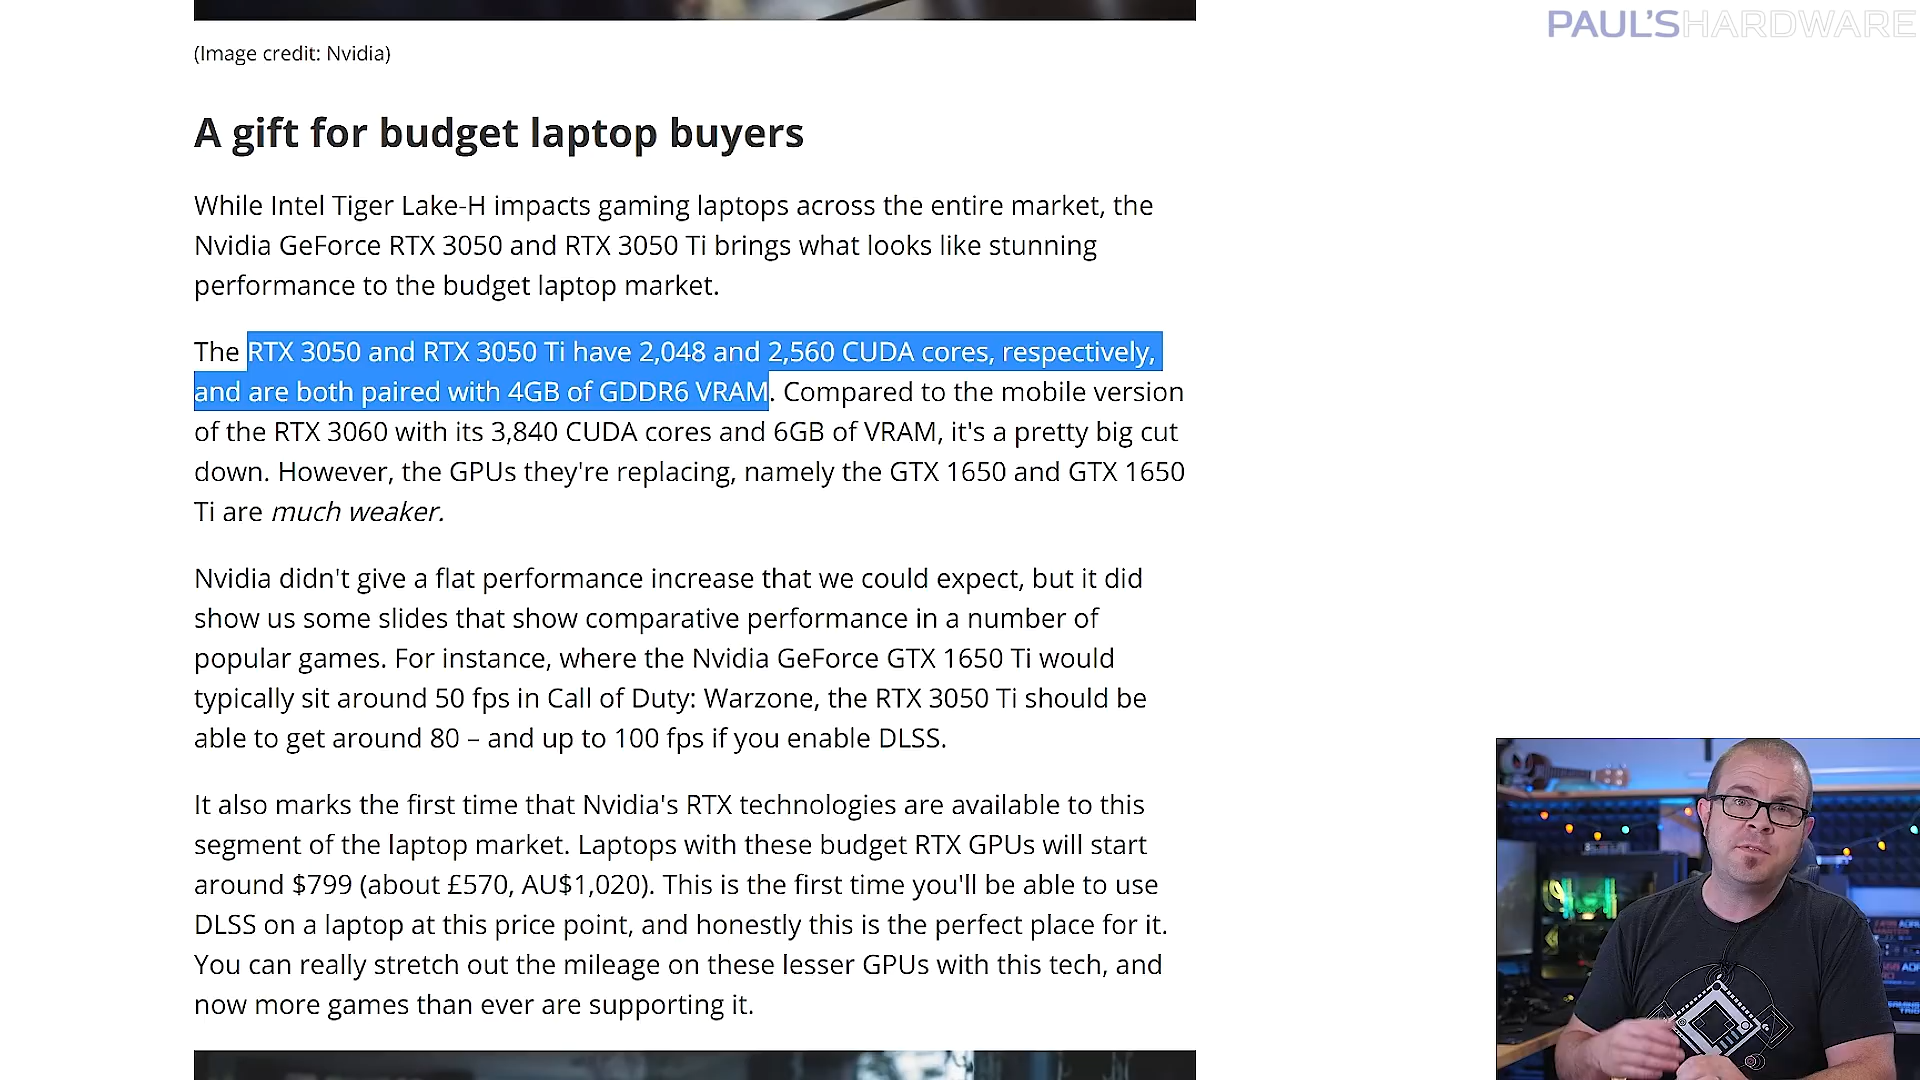 PAUL'SHARDWARE
(Image credit: Nvidia)
A gift for budget laptop buyers
While Intel Tiger Lake-H impacts gaming laptops across the entire market, the
Nvidia GeForce RTX 3050 and RTX 3050 Ti brings what looks like stunning
performance to the budget laptop market.
The RTX 3050 and RTX 3050 Ti have 2,048 and 2,560 CUDA cores, respectively,
and are both paired with 4GB of GDDR6 VRAM. Compared to the mobile version
of the RTX 3060 with its 3,840 CUDA cores and 6GB of VRAM, it's a pretty big cut
down. However, the GPUs they're replacing, namely the GTX 1650 and GTX 1650
Ti are much weaker.
Nvidia didn't give a flat performance increase that we could expect, but it did
show us some slides that show comparative performance in a number of
popular games. For instance, where the Nvidia GeForce GTX 1650 Ti would
typically sit around 50 fps in Call of Duty: Warzone, the RTX 3050 Ti should be
able to get around 80 – and up to 100 fps if you enable DLSS.
It also marks the first time that Nvidia's RTX technologies are available to this
segment of the laptop market. Laptops with these budget RTX GPUs will start
around $799 (about £570, AU$1,020). This is the first time you'll be able to use
DLSS on a laptop at this price point, and honestly this is the perfect place for it.
You can really stretch out the mileage on these lesser GPUs with this tech, and
now more games than ever are supporting it.